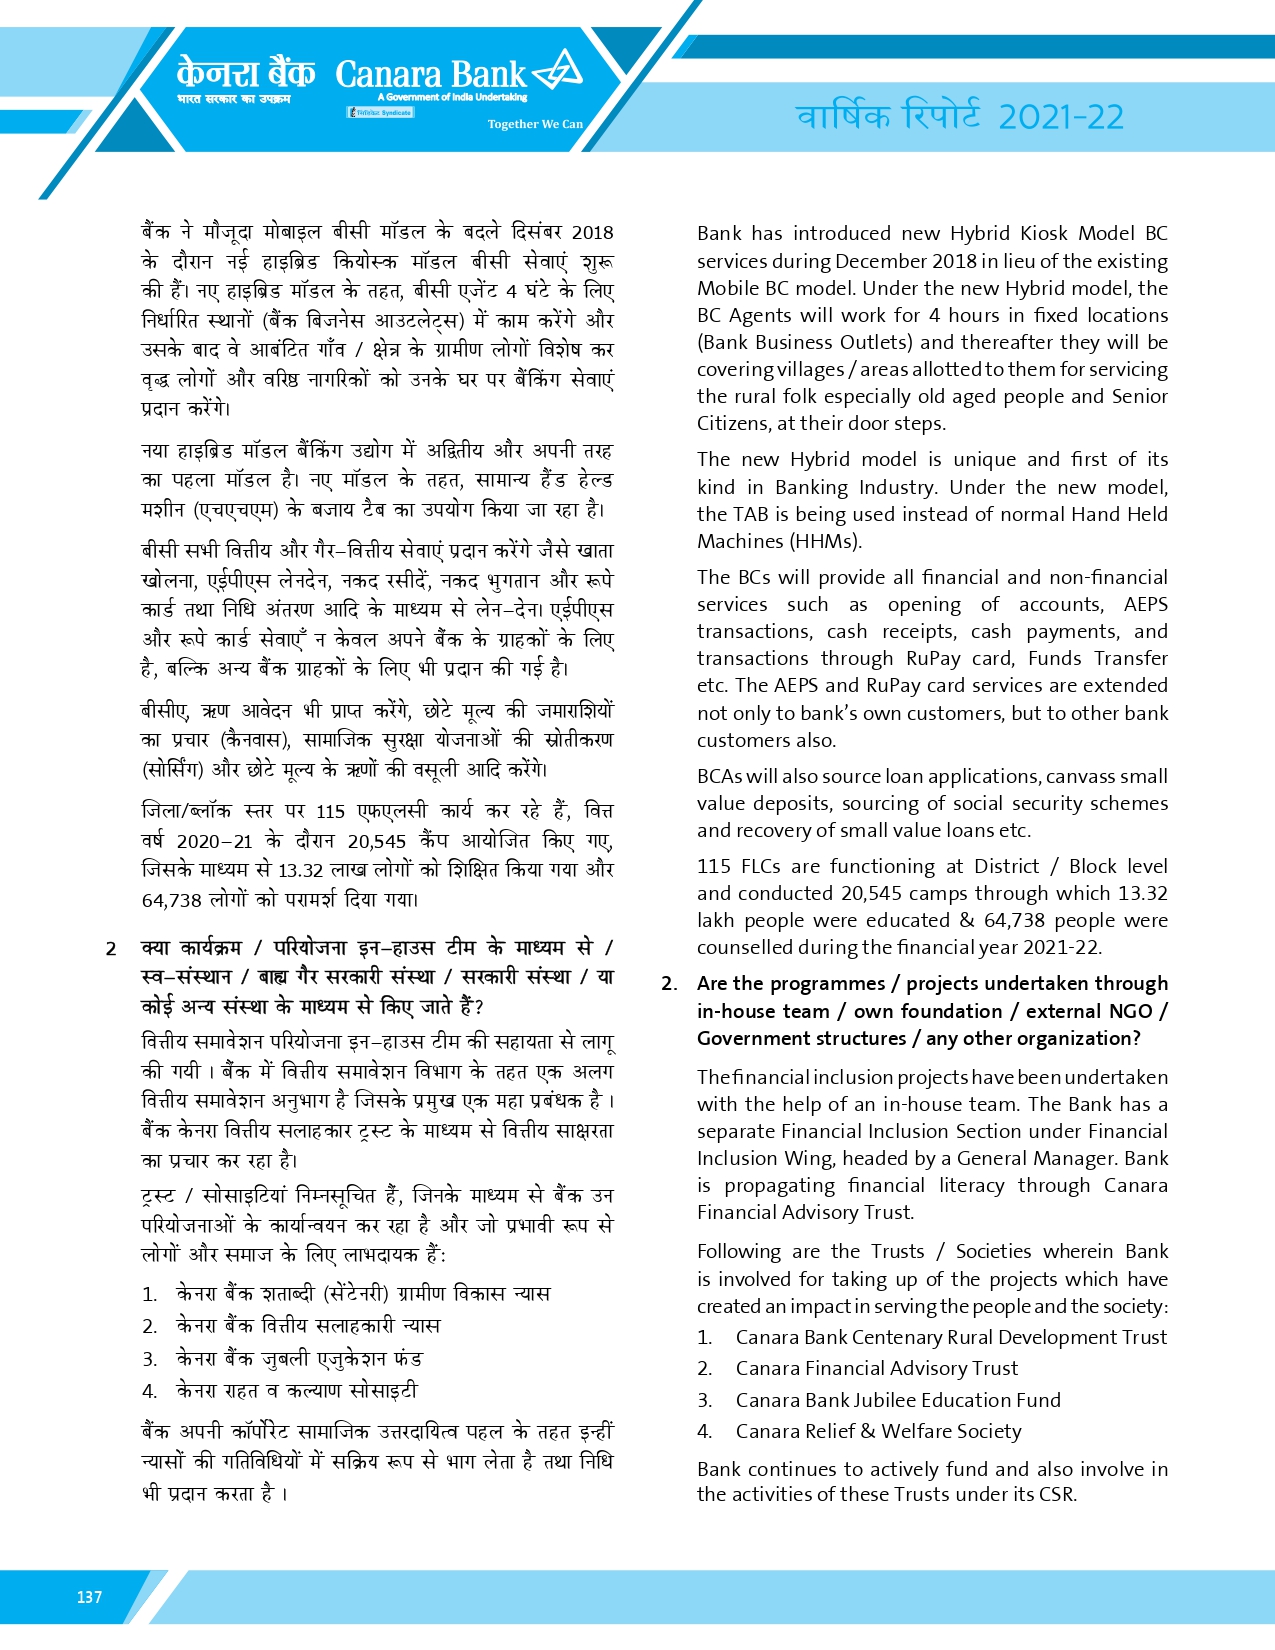 केनरा बैंक Canara Bank
भारत सरकार का उपक्रम A Government of India Undertaking
सिंडिकेट Syndicate
Together We Can
वार्षिक रिपोर्ट 2021-22
बैंक ने मौजूदा मोबाइल बीसी मॉडल के बदले दिसंबर 2018
के दौरान नई हाइब्रिड कियोस्क मॉडल बीसी सेवाएं शुरू
की हैं। नए हाइब्रिड मॉडल के तहत, बीसी एजेंट 4 घंटे के लिए
निर्धारित स्थानों (बैंक बिजनेस आउटलेट्स) में काम करेंगे और
उसके बाद वे आबंटित गाँव / क्षेत्र के ग्रामीण लोगों विशेष कर
वृद्ध लोगों और वरिष्ठ नागरिकों को उनके घर पर बैंकिंग सेवाएं
प्रदान करेंगे।
नया हाइब्रिड मॉडल बैंकिंग उद्योग में अद्वितीय और अपनी तरह
का पहला मॉडल है। नए मॉडल के तहत, सामान्य हैंड हेल्ड
मशीन (एचएचएम) के बजाय टैब का उपयोग किया जा रहा है।
बीसी सभी वित्तीय और गैर-वित्तीय सेवाएं प्रदान करेंगे जैसे खाता
खोलना, एईपीएस लेनदेन, नकद रसीदें, नकद भुगतान और रूपे
कार्ड तथा निधि अंतरण आदि के माध्यम से लेन-देन। एईपीएस
और रूपे कार्ड सेवाएँ न केवल अपने बैंक के ग्राहकों के लिए
है, बल्कि अन्य बैंक ग्राहकों के लिए भी प्रदान की गई है।
बीसीए, ऋण आवेदन भी प्राप्त करेंगे, छोटे मूल्य की जमाराशियों
का प्रचार (कैनवास), सामाजिक सुरक्षा योजनाओं की स्रोतीकरण
(सोर्सिंग) और छोटे मूल्य के ऋणों की वसूली आदि करेंगे।
जिला/ब्लॉक स्तर पर 115 एफएलसी कार्य कर रहे हैं, वित्त
वर्ष 2020-21 के दौरान 20,545 कैंप आयोजित किए गए,
जिसके माध्यम से 13.32 लाख लोगों को शिक्षित किया गया और
64,738 लोगों को परामर्श दिया गया।
2 क्या कार्यक्रम / परियोजना इन-हाउस टीम के माध्यम से /
स्व-संस्थान / बाह्य गैर सरकारी संस्था / सरकारी संस्था / या
कोई अन्य संस्था के माध्यम से किए जाते हैं?
वित्तीय समावेशन परियोजना इन-हाउस टीम की सहायता से लागू
की गयी । बैंक में वित्तीय समावेशन विभाग के तहत एक अलग
वित्तीय समावेशन अनुभाग है जिसके प्रमुख एक महा प्रबंधक है ।
बैंक केनरा वित्तीय सलाहकार ट्रस्ट के माध्यम से वित्तीय साक्षरता
का प्रचार कर रहा है।
ट्रस्ट / सोसाइटियां निम्नसूचित हैं, जिनके माध्यम से बैंक उन
परियोजनाओं के कार्यान्वयन कर रहा है और जो प्रभावी रूप से
लोगों और समाज के लिए लाभदायक हैं:
1. केनरा बैंक शताब्दी (सेंटेनरी) ग्रामीण विकास न्यास
2. केनरा बैंक वित्तीय सलाहकारी न्यास
3. केनरा बैंक जुबली एजुकेशन फंड
4. केनरा राहत व कल्याण सोसाइटी
बैंक अपनी कॉर्पोरेट सामाजिक उत्तरदायित्व पहल के तहत इन्हीं
न्यासों की गतिविधियों में सक्रिय रूप से भाग लेता है तथा निधि
भी प्रदान करता है ।
Bank has introduced new Hybrid Kiosk Model BC
services during December 2018 in lieu of the existing
Mobile BC model. Under the new Hybrid model, the
BC Agents will work for 4 hours in fixed locations
(Bank Business Outlets) and thereafter they will be
covering villages / areas allotted to them for servicing
the rural folk especially old aged people and Senior
Citizens, at their door steps.
The new Hybrid model is unique and first of its
kind in Banking Industry. Under the new model,
the TAB is being used instead of normal Hand Held
Machines (HHMs).
The BCs will provide all financial and non-financial
services such as opening of accounts, AEPS
transactions, cash receipts, cash payments, and
transactions through RuPay card, Funds Transfer
etc. The AEPS and RuPay card services are extended
not only to bank’s own customers, but to other bank
customers also.
BCAs will also source loan applications, canvass small
value deposits, sourcing of social security schemes
and recovery of small value loans etc.
115 FLCs are functioning at District / Block level
and conducted 20,545 camps through which 13.32
lakh people were educated & 64,738 people were
counselled during the financial year 2021-22.
2. Are the programmes / projects undertaken through
in-house team / own foundation / external NGO /
Government structures / any other organization?
The financial inclusion projects have been undertaken
with the help of an in-house team. The Bank has a
separate Financial Inclusion Section under Financial
Inclusion Wing, headed by a General Manager. Bank
is propagating financial literacy through Canara
Financial Advisory Trust.
Following are the Trusts / Societies wherein Bank
is involved for taking up of the projects which have
created an impact in serving the people and the society:
1. Canara Bank Centenary Rural Development Trust
2. Canara Financial Advisory Trust
3. Canara Bank Jubilee Education Fund
4. Canara Relief & Welfare Society
Bank continues to actively fund and also involve in
the activities of these Trusts under its CSR.
137